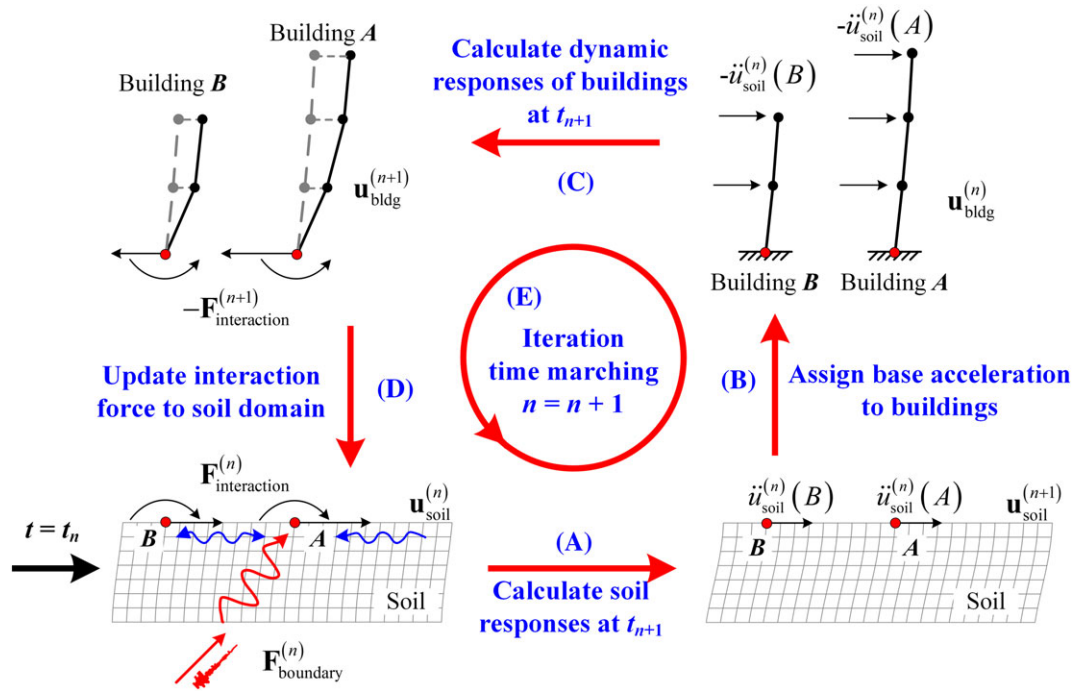 Building A
Building B
u_bldg^(n+1)
−F_interaction^(n+1)
Calculate dynamic
responses of buildings
at t_{n+1}
(C)
-ü_soil^(n)(A)
-ü_soil^(n)(B)
u_bldg^(n)
Building B
Building A
(E)
Iteration
time marching
n = n + 1
Update interaction
force to soil domain
(D)
(B)
Assign base acceleration
to buildings
t = t_n
F_interaction^(n)
u_soil^(n)
B
A
Soil
F_boundary^(n)
(A)
Calculate soil
responses at t_{n+1}
ü_soil^(n)(B)
ü_soil^(n)(A)
u_soil^(n+1)
B
A
Soil